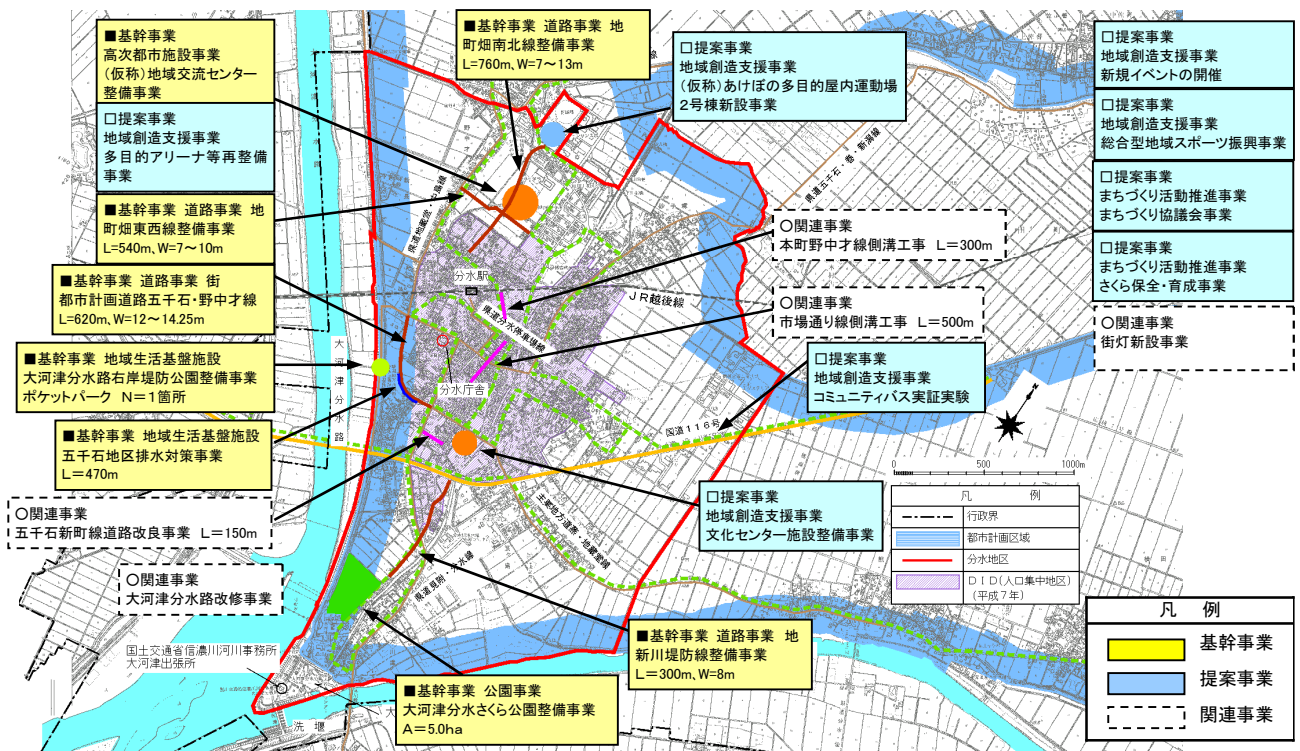 ■基幹事業
高次都市施設事業
(仮称)地域交流センター
整備事業
□提案事業
地域創造支援事業
多目的アリーナ等再整備
事業
■基幹事業 道路事業 地
町畑東西線整備事業
L=540m、W=7～10m
■基幹事業 道路事業 街
都市計画道路五千石・野中才線
L=620m、W=12～14.25m
■基幹事業 地域生活基盤施設
大河津分水路右岸堤防公園整備事業
ポケットパーク N=1箇所
■基幹事業 地域生活基盤施設
五千石地区排水対策事業
L=470m
○関連事業
五千石新町線道路改良事業 L=150m
○関連事業
大河津分水路改修事業
国土交通省信濃川河川事務所
大河津出張所
洗堰
■基幹事業 道路事業 地
町畑南北線整備事業
L=760m、W=7～13m
□提案事業
地域創造支援事業
(仮称)あけぼの多目的屋内運動場
2号棟新設事業
○関連事業
本町野中才線側溝工事 L=300m
○関連事業
市場通り線側溝工事 L=500m
□提案事業
地域創造支援事業
コミュニティバス実証実験
□提案事業
地域創造支援事業
文化センター施設整備事業
■基幹事業 道路事業 地
新川堤防線整備事業
L=300m、W=8m
■基幹事業 公園事業
大河津分水さくら公園整備事業
A=5.0ha
□提案事業
地域創造支援事業
新規イベントの開催
□提案事業
地域創造支援事業
総合型地域スポーツ振興事業
□提案事業
まちづくり活動推進事業
まちづくり協議会事業
□提案事業
まちづくり活動推進事業
さくら保全・育成事業
○関連事業
街灯新設事業
分水駅
JR越後線
県道分水停車場線
分水庁舎
大河津分水路
国道116号
県道五千石・巻・新潟線
県道見附・分水線
0 500 1000m
凡例
行政界
都市計画区域
分水地区
DID(人口集中地区)
(平成7年)
凡例
基幹事業
提案事業
関連事業